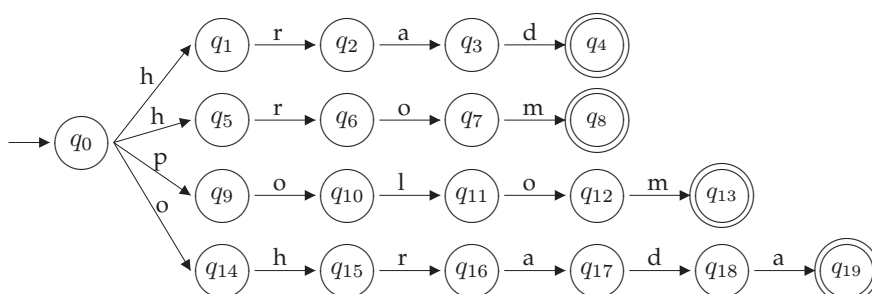 q1 r q2 a q3 d q4
h
h q5 r q6 o q7 m q8
q0
p
q9 o q10 l q11 o q12 m q13
o
q14 h q15 r q16 a q17 d q18 a q19